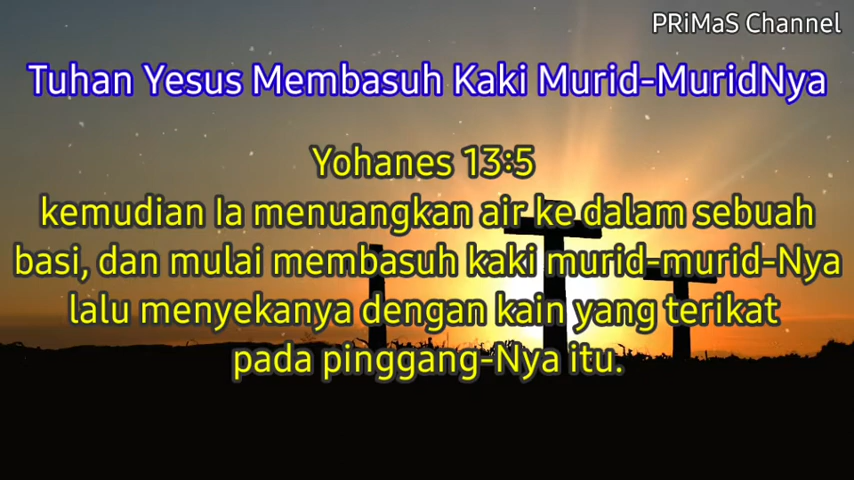 PRiMaS Channel
Tuhan Yesus Membasuh Kaki Murid-MuridNya
Yohanes 13:5
kemudian Ia menuangkan air ke dalam sebuah
basi, dan mulai membasuh kaki murid-murid-Nya
lalu menyekanya dengan kain yang terikat
pada pinggang-Nya itu.